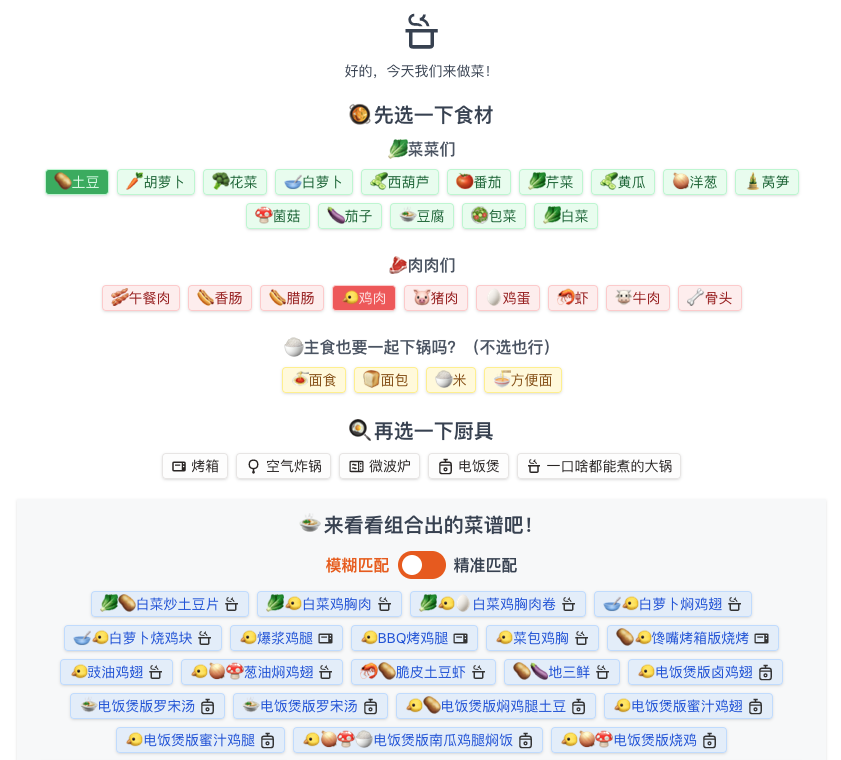 好的，今天我们来做菜！
先选一下食材
菜菜们
土豆 胡萝卜 花菜 白萝卜 西葫芦 番茄 芹菜 黄瓜 洋葱 莴笋
菌菇 茄子 豆腐 包菜 白菜
肉肉们
午餐肉 香肠 腊肠 鸡肉 猪肉 鸡蛋 虾 牛肉 骨头
主食也要一起下锅吗？（不选也行）
面食 面包 米 方便面
再选一下厨具
烤箱 空气炸锅 微波炉 电饭煲 一口啥都能煮的大锅
来看看组合出的菜谱吧！
模糊匹配 精准匹配
白菜炒土豆片 白菜鸡胸肉 白菜鸡胸肉卷 白萝卜焖鸡翅
白萝卜烧鸡块 爆浆鸡腿 BBQ烤鸡腿 菜包鸡胸 馋嘴烤箱版烧烤
豉油鸡翅 葱油焖鸡翅 脆皮土豆虾 地三鲜 电饭煲版卤鸡翅
电饭煲版罗宋汤 电饭煲版罗宋汤 电饭煲版焖鸡腿土豆 电饭煲版蜜汁鸡翅
电饭煲版蜜汁鸡腿 电饭煲版南瓜鸡腿焖饭 电饭煲版烧鸡